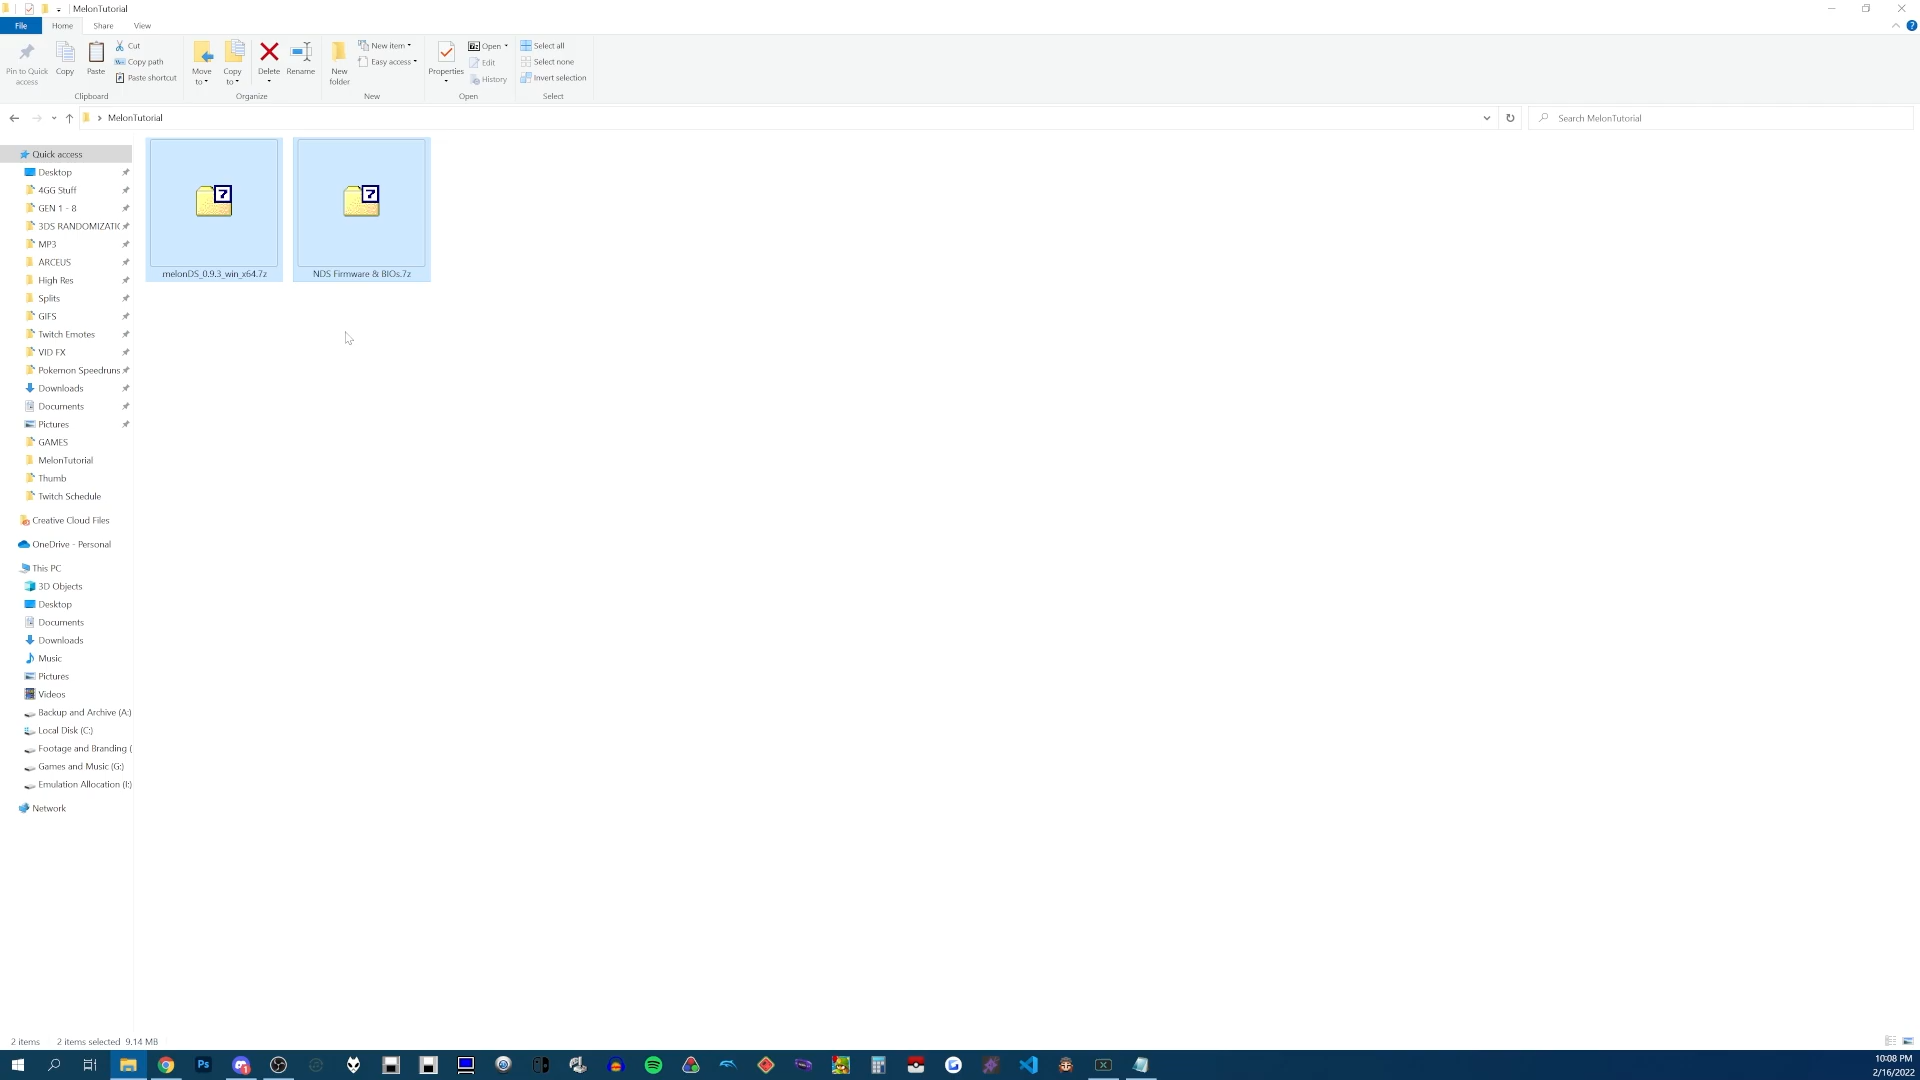 MelonTutorial
File Home Share View
Pin to Quick access
Copy
Paste
Cut
Copy path
Paste shortcut
Clipboard
Move to
Copy to
Delete
Rename
Organize
New folder
New item
Easy access
New
Properties
Open
Edit
History
Open
Select all
Select none
Invert selection
Select
MelonTutorial
Search MelonTutorial
Quick access
Desktop
4GG Stuff
GEN 1 - 8
3DS RANDOMIZATIC
MP3
ARCEUS
High Res
Splits
GIFS
Twitch Emotes
VID FX
Pokemon Speedruns
Downloads
Documents
Pictures
GAMES
MelonTutorial
Thumb
Twitch Schedule
Creative Cloud Files
OneDrive - Personal
This PC
3D Objects
Desktop
Documents
Downloads
Music
Pictures
Videos
Backup and Archive (A:)
Local Disk (C:)
Footage and Branding (
Games and Music (G:)
Emulation Allocation (I:)
Network
melonDS_0.9.3_win_x64.7z
NDS Firmware & BIOs.7z
2 items 2 items selected 9.14 MB
10:08 PM
2/16/2022